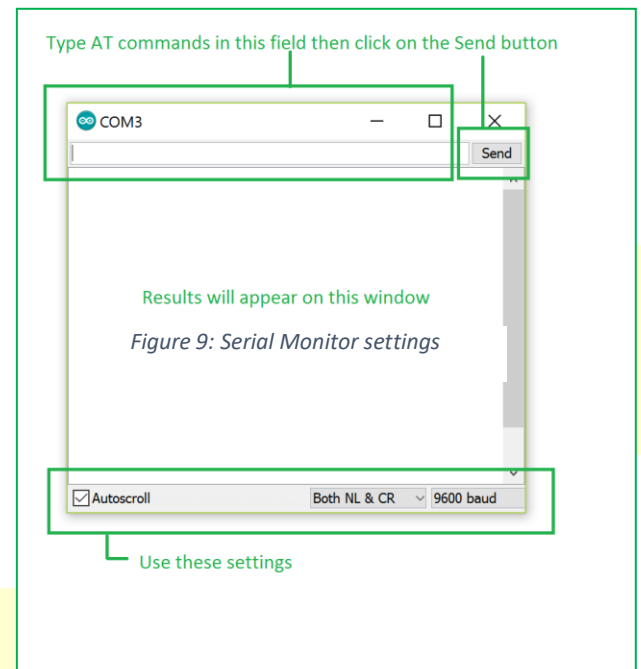 Type AT commands in this field then click on the Send button
COM3
Send
Results will appear on this window
Figure 9: Serial Monitor settings
Autoscroll
Both NL & CR
9600 baud
Use these settings